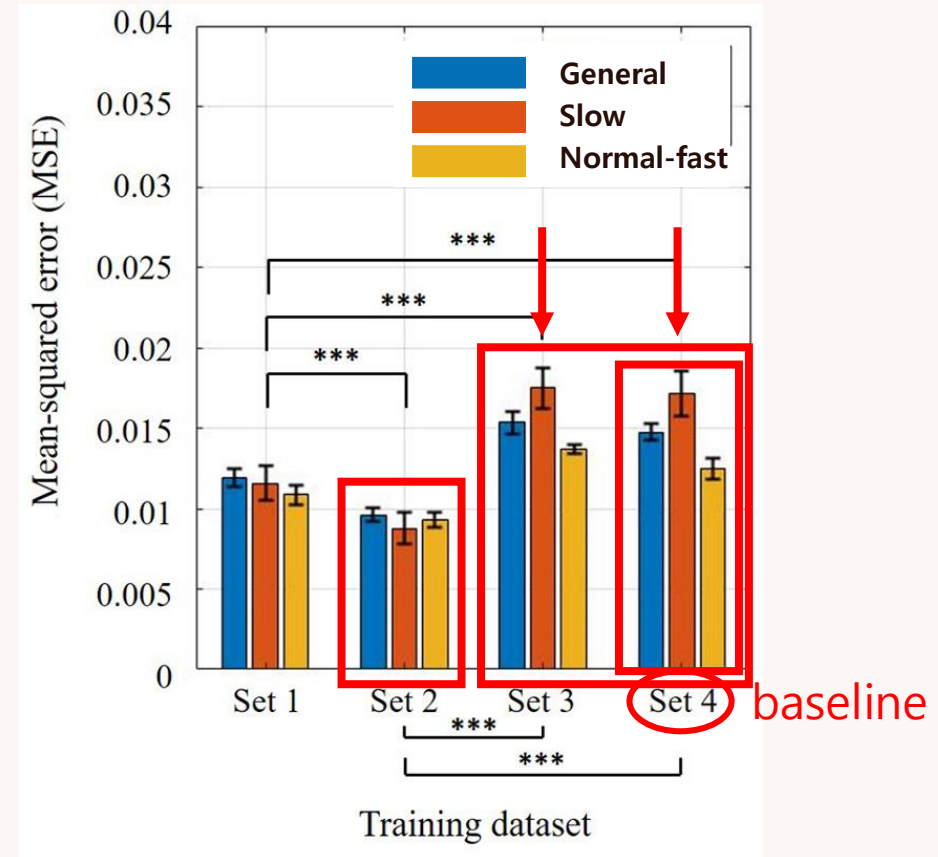 Mean-squared error (MSE)
0.04
0.035
0.03
0.025
0.02
0.015
0.01
0.005
0
General
Slow
Normal-fast
***
***
***
Set 1
Set 2
Set 3
Set 4
baseline
***
***
Training dataset